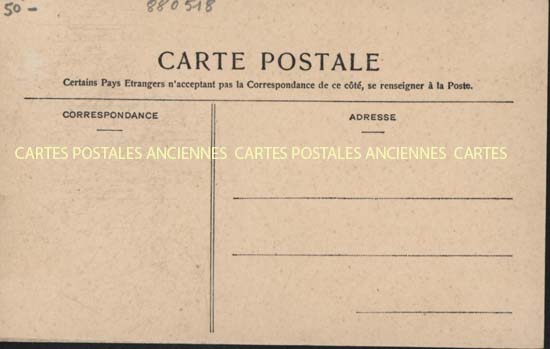 50 - 880518
CARTE POSTALE
Certains Pays Etrangers n'acceptant pas la Correspondance de ce côté, se renseigner à la Poste.
CORRESPONDANCE
ADRESSE
CARTES POSTALES ANCIENNES CARTES POSTALES ANCIENNES CARTES